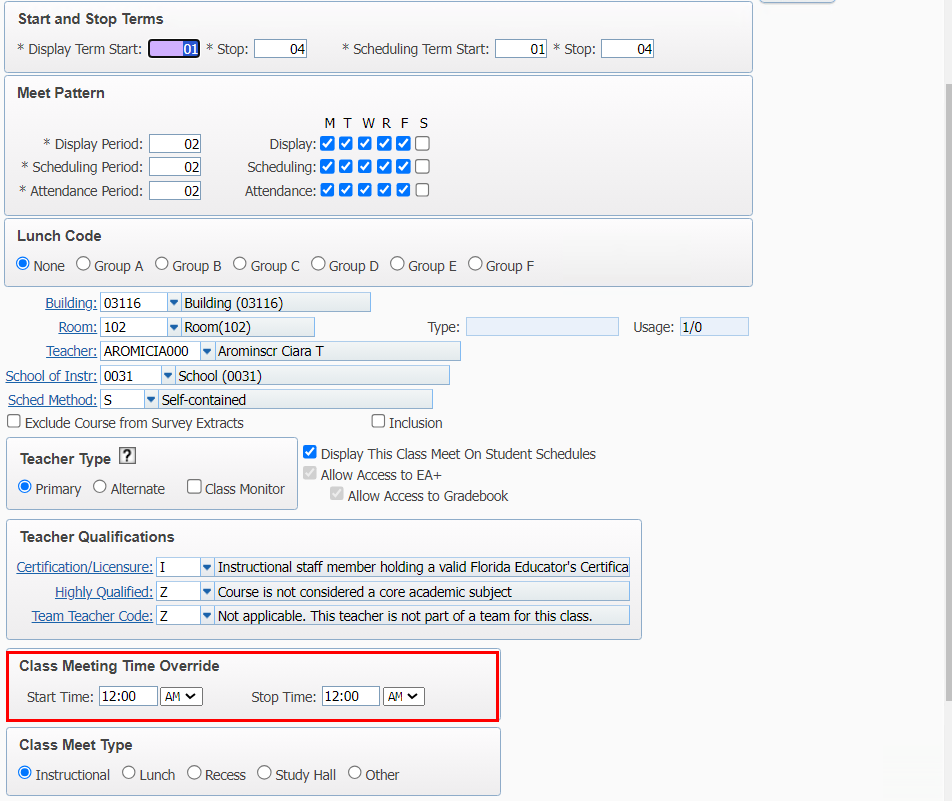 Start and Stop Terms
* Display Term Start: 01 * Stop: 04 * Scheduling Term Start: 01 * Stop: 04
Meet Pattern
M T W R F S
* Display Period: 02 Display:
* Scheduling Period: 02 Scheduling:
* Attendance Period: 02 Attendance:
Lunch Code
None Group A Group B Group C Group D Group E Group F
Building: 03116 Building (03116)
Room: 102 Room(102) Type: Usage: 1/0
Teacher: AROMICIA000 Arominscr Ciara T
School of Instr: 0031 School (0031)
Sched Method: S Self-contained
Exclude Course from Survey Extracts Inclusion
Teacher Type ?
Primary Alternate Class Monitor
Display This Class Meet On Student Schedules
Allow Access to EA+
Allow Access to Gradebook
Teacher Qualifications
Certification/Licensure: I Instructional staff member holding a valid Florida Educator's Certifica
Highly Qualified: Z Course is not considered a core academic subject
Team Teacher Code: Z Not applicable. This teacher is not part of a team for this class.
Class Meeting Time Override
Start Time: 12:00 AM Stop Time: 12:00 AM
Class Meet Type
Instructional Lunch Recess Study Hall Other